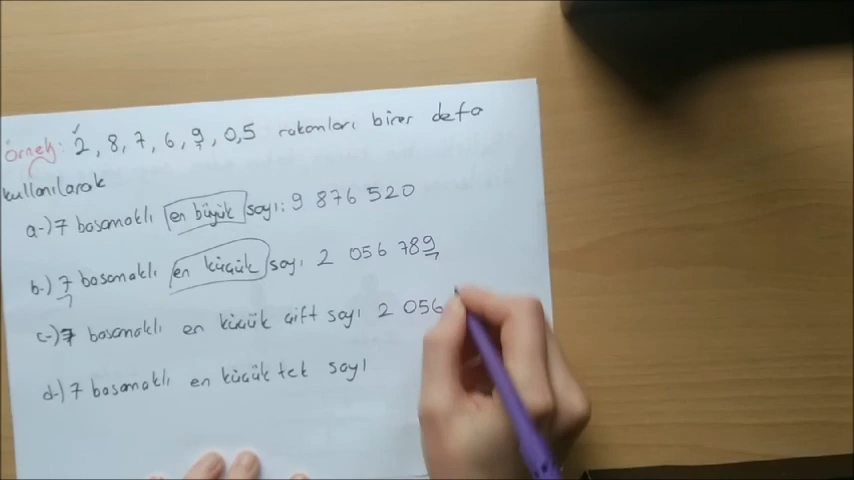 örnek: 2, 8, 7, 6, 9, 0,5 rakamları birer defa
kullanılarak
a-) 7 basamaklı en büyük sayı: 9 876 520
b-) 7 basamaklı en küçük sayı 2 056 789
c-) 7 basamaklı en küçük çift sayı 2 056
d-) 7 basamaklı en küçük tek sayı